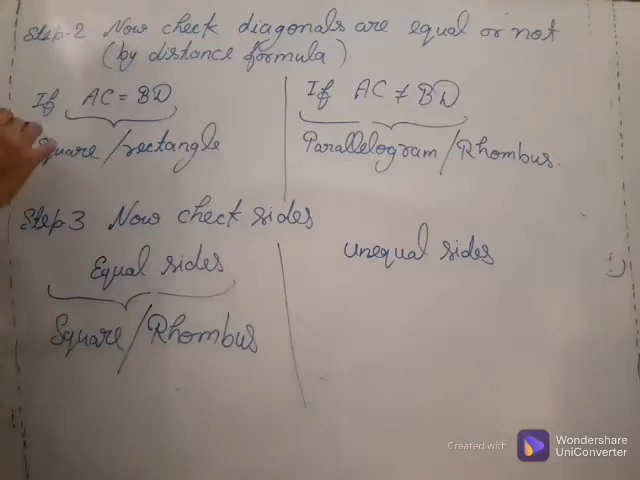 Step-2 Now check diagonals are equal or not
(by distance formula)
If AC = BD
Square/rectangle
If AC ≠ BD
Parallelogram/Rhombus.
Step 3 Now check sides
Equal sides
Square/Rhombus
unequal sides
Created with Wondershare UniConverter